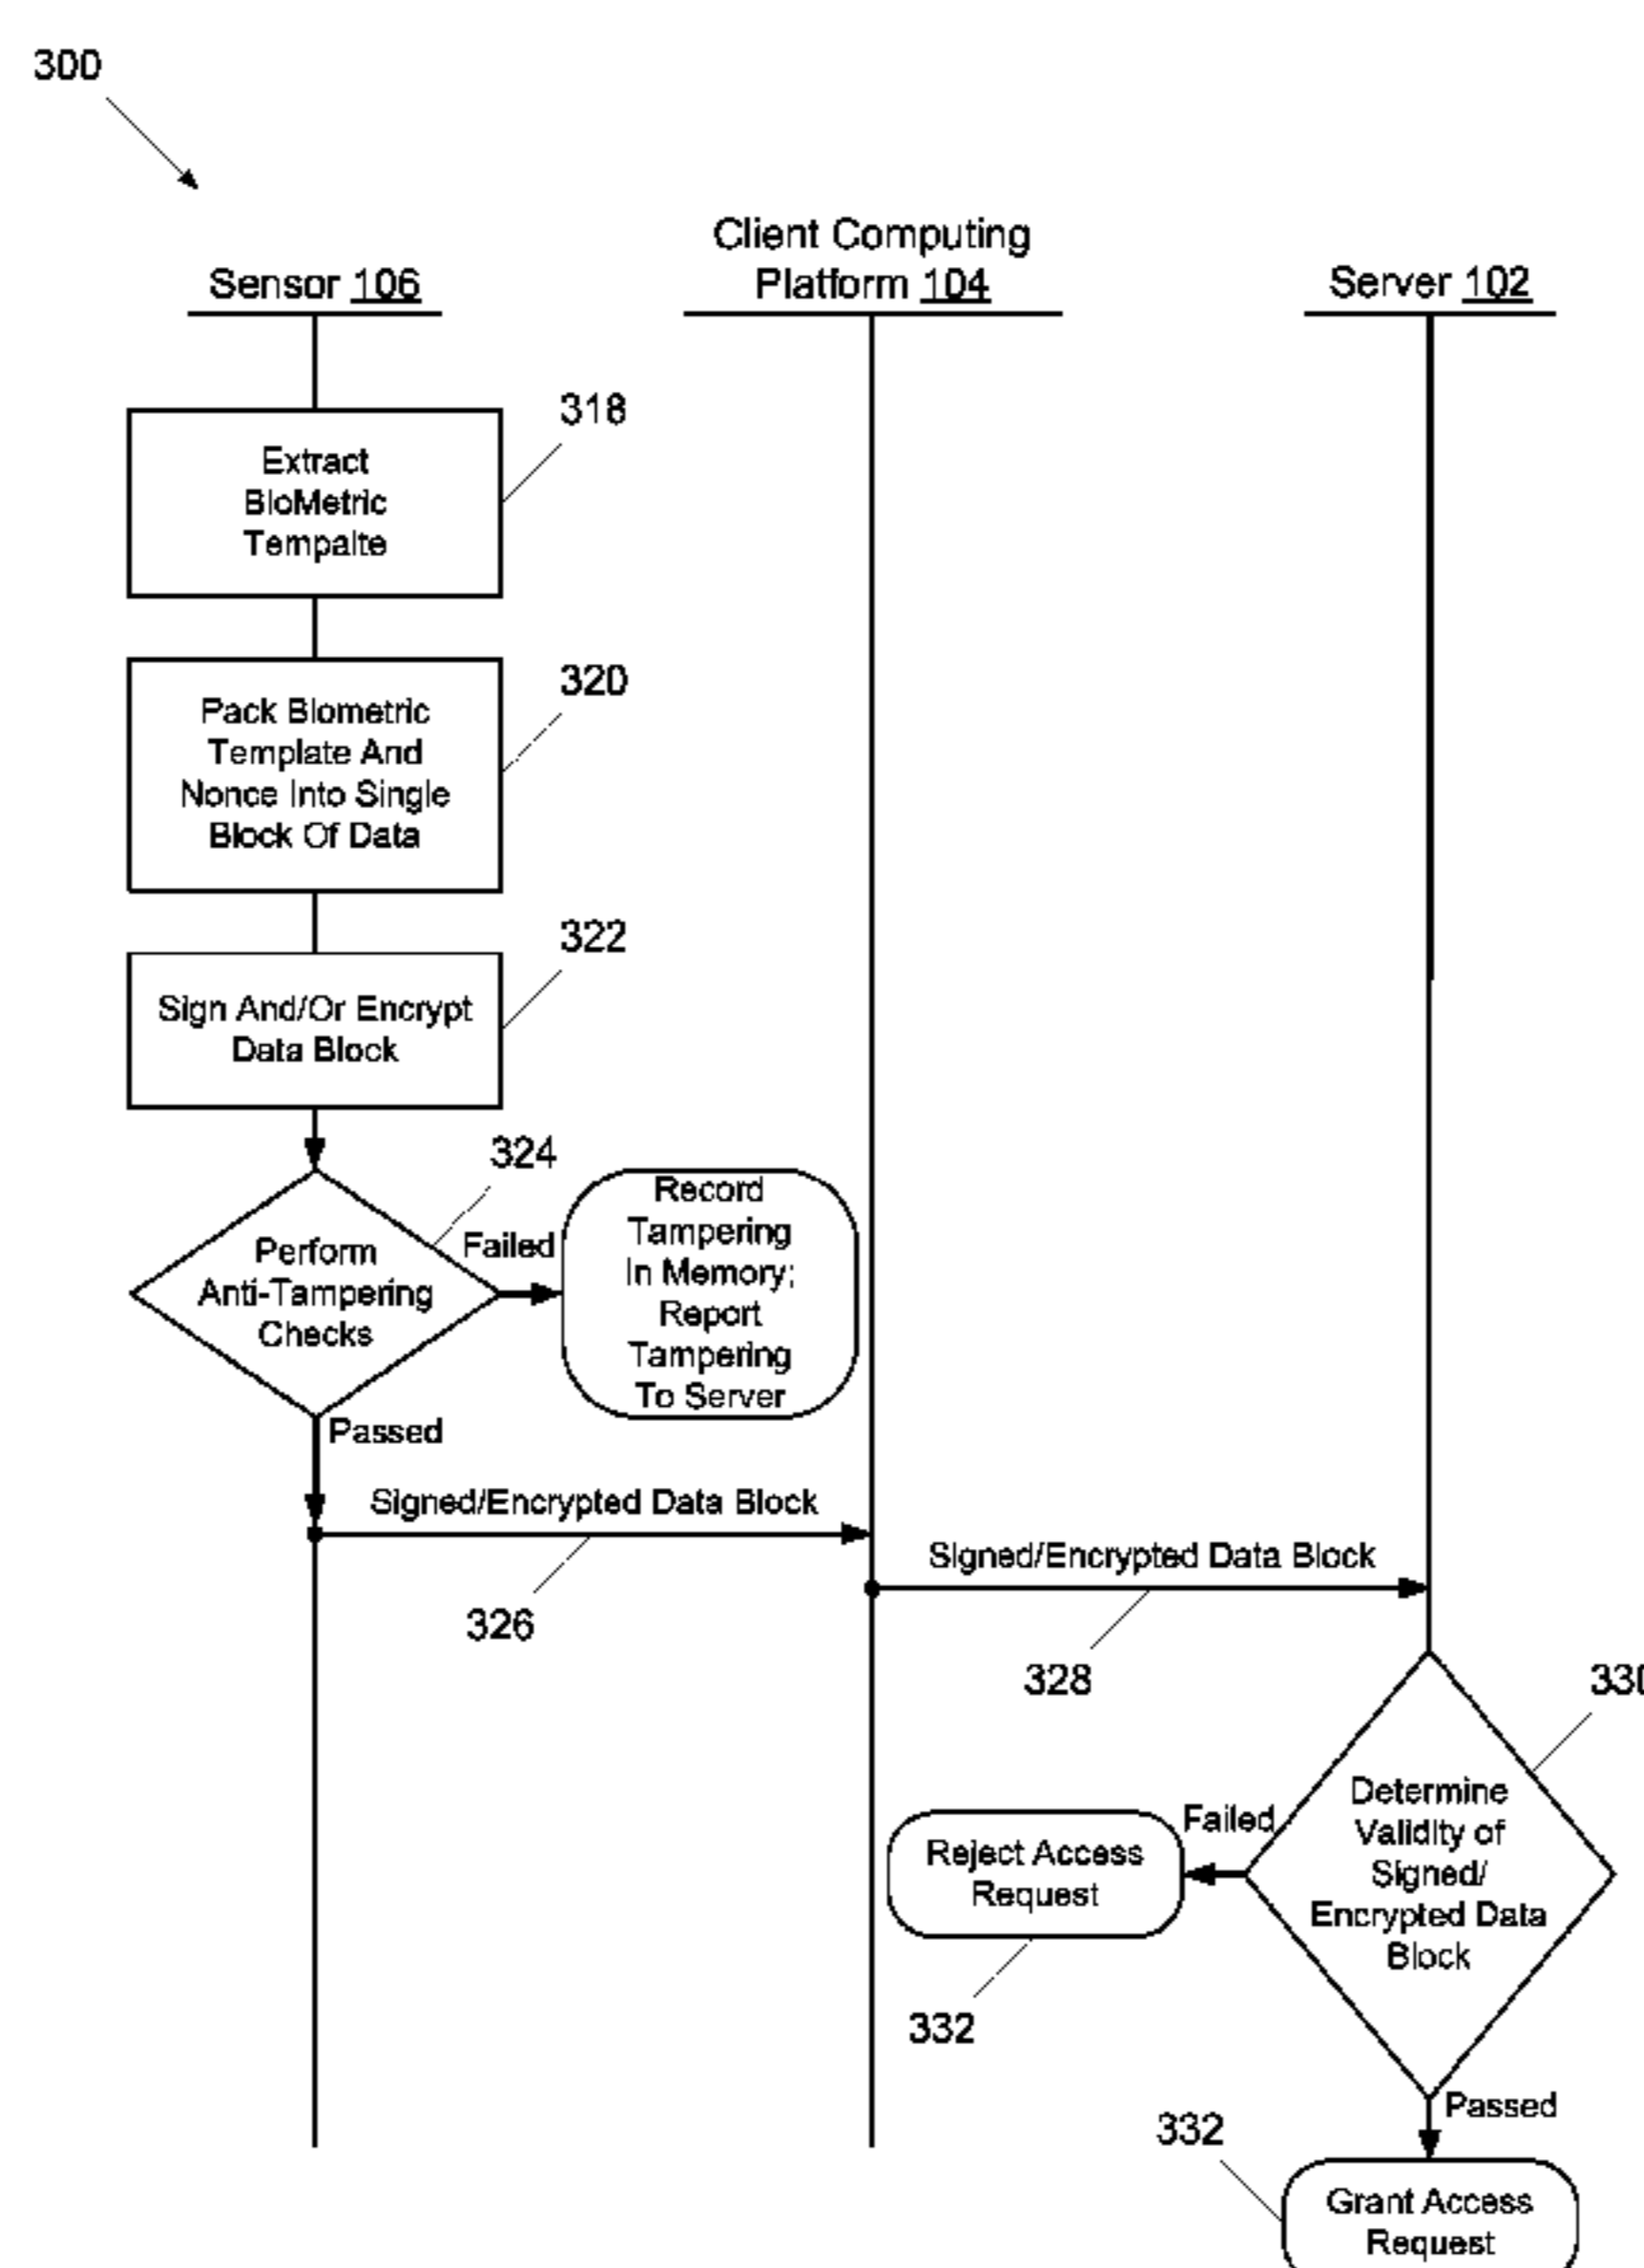 300
Client Computing
Sensor 106
Platform 104
Server 102
318
Extract
BioMetric
Tempalte
320
Pack Biometric
Template And
Nonce Into Single
Block Of Data
322
Sign And/Or Encrypt
Data Block
324
Failed
Perform
Anti-Tampering
Checks
Record
Tampering
In Memory;
Report
Tampering
To Server
Passed
Signed/Encrypted Data Block
326
Signed/Encrypted Data Block
328
330
Determine
Validity of
Signed/
Encrypted Data
Block
Failed
Reject Access
Request
332
Passed
332
Grant Access
Request